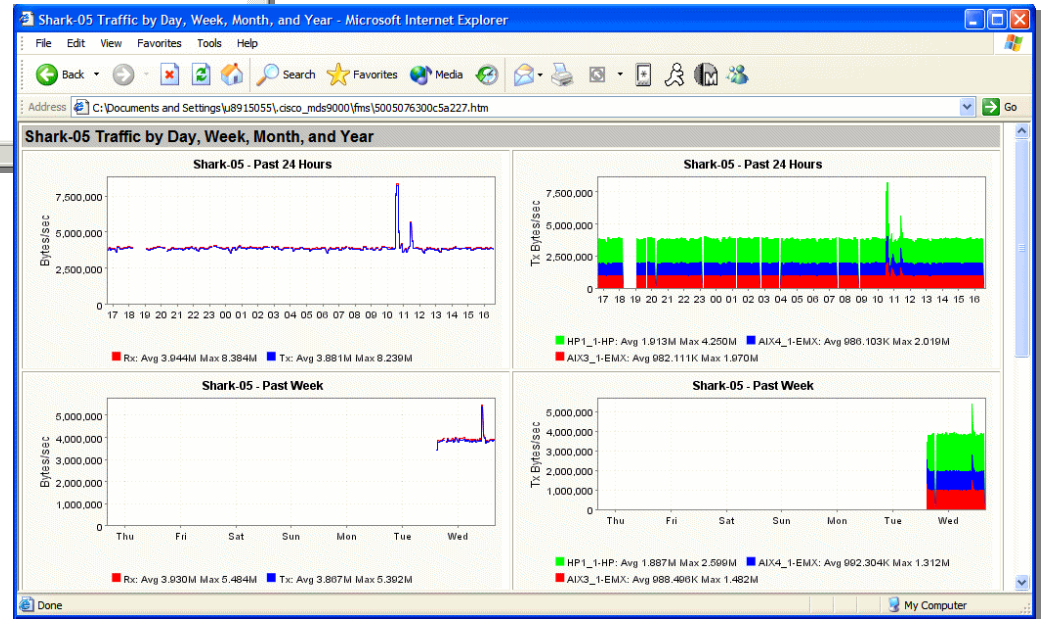 Shark-05 Traffic by Day, Week, Month, and Year - Microsoft Internet Explorer
File Edit View Favorites Tools Help
Back Search Favorites Media
Address C:\Documents and Settings\u8915055\.cisco_mds9000\fms\5005076300c5a227.htm Go
Shark-05 Traffic by Day, Week, Month, and Year
Shark-05 - Past 24 Hours
Bytes/sec
7,500,000
5,000,000
2,500,000
0
17 18 19 20 21 22 23 00 01 02 03 04 05 06 07 08 09 10 11 12 13 14 15 16
Rx: Avg 3.944M Max 8.384M Tx: Avg 3.881M Max 8.239M
Shark-05 - Past 24 Hours
Tx Bytes/sec
7,500,000
5,000,000
2,500,000
0
17 18 19 20 21 22 23 00 01 02 03 04 05 06 07 08 09 10 11 12 13 14 15 16
HP1_1-HP: Avg 1.913M Max 4.250M AIX4_1-EMX: Avg 986.103K Max 2.019M
AIX3_1-EMX: Avg 982.111K Max 1.970M
Shark-05 - Past Week
Bytes/sec
5,000,000
4,000,000
3,000,000
2,000,000
1,000,000
0
Thu Fri Sat Sun Mon Tue Wed
Rx: Avg 3.930M Max 5.484M Tx: Avg 3.867M Max 5.392M
Shark-05 - Past Week
Tx Bytes/sec
5,000,000
4,000,000
3,000,000
2,000,000
1,000,000
0
Thu Fri Sat Sun Mon Tue Wed
HP1_1-HP: Avg 1.887M Max 2.599M AIX4_1-EMX: Avg 992.304K Max 1.312M
AIX3_1-EMX: Avg 988.496K Max 1.482M
Done My Computer